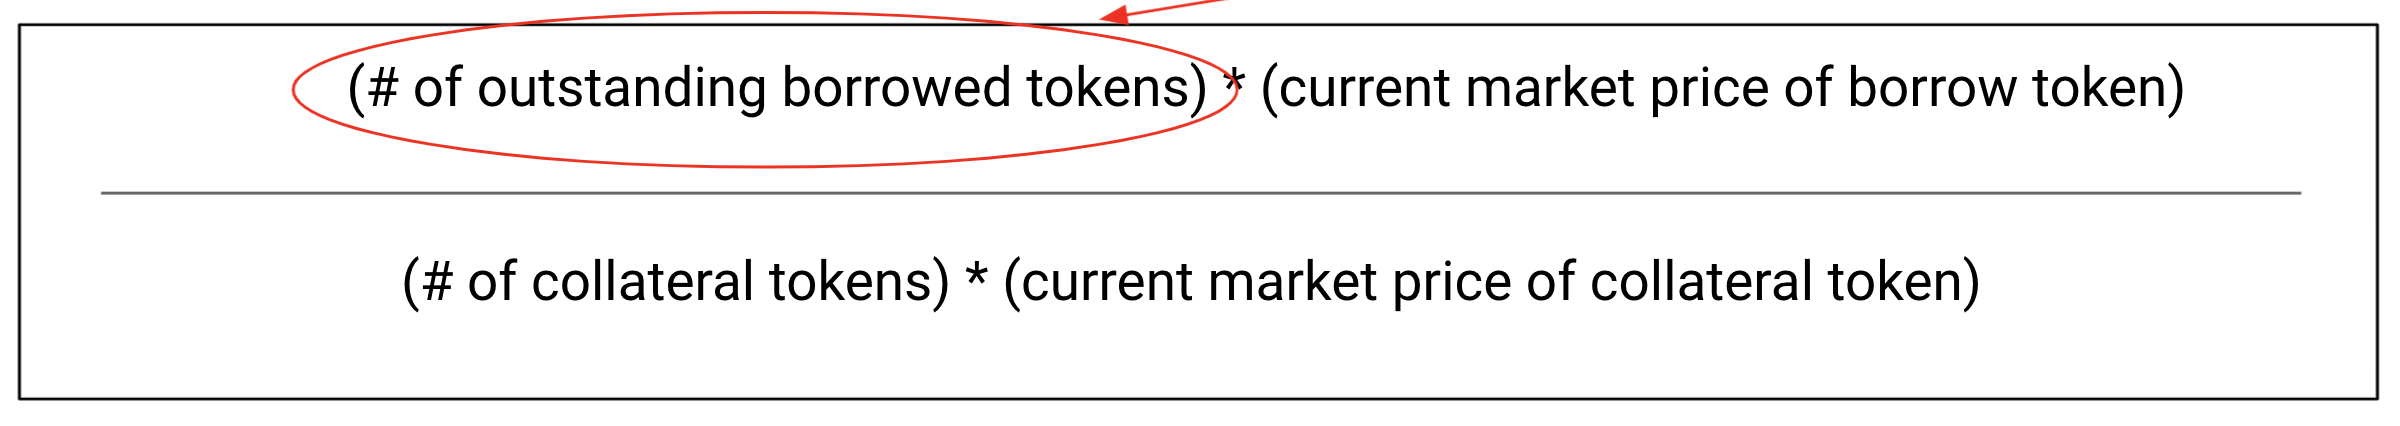 (# of outstanding borrowed tokens) * (current market price of borrow token)
(# of collateral tokens) * (current market price of collateral token)